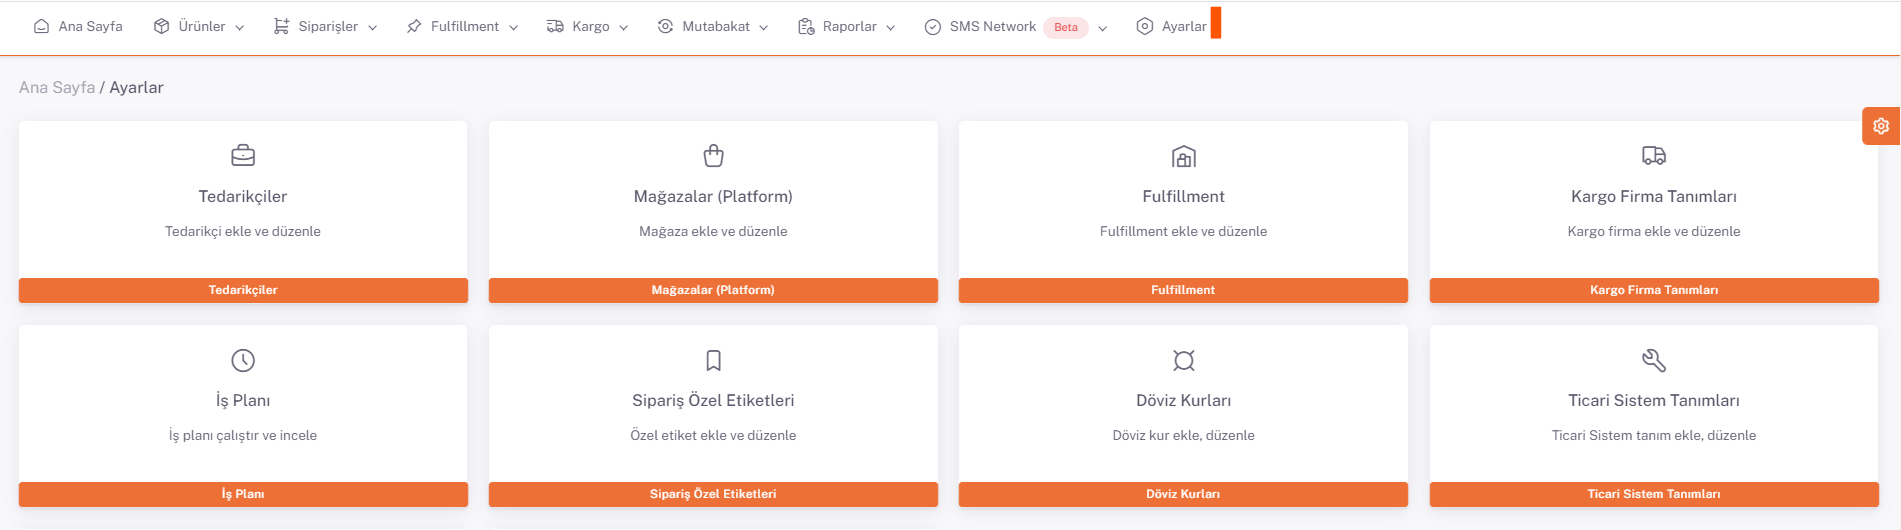 Ana Sayfa Ürünler Siparişler Fulfillment Kargo Mutabakat Raporlar SMS Network Beta Ayarlar
Ana Sayfa / Ayarlar
Tedarikçiler
Tedarikçi ekle ve düzenle
Tedarikçiler
Mağazalar (Platform)
Mağaza ekle ve düzenle
Mağazalar (Platform)
Fulfillment
Fulfillment ekle ve düzenle
Fulfillment
Kargo Firma Tanımları
Kargo firma ekle ve düzenle
Kargo Firma Tanımları
İş Planı
İş planı çalıştır ve incele
İş Planı
Sipariş Özel Etiketleri
Özel etiket ekle ve düzenle
Sipariş Özel Etiketleri
Döviz Kurları
Döviz kur ekle, düzenle
Döviz Kurları
Ticari Sistem Tanımları
Ticari Sistem tanım ekle, düzenle
Ticari Sistem Tanımları